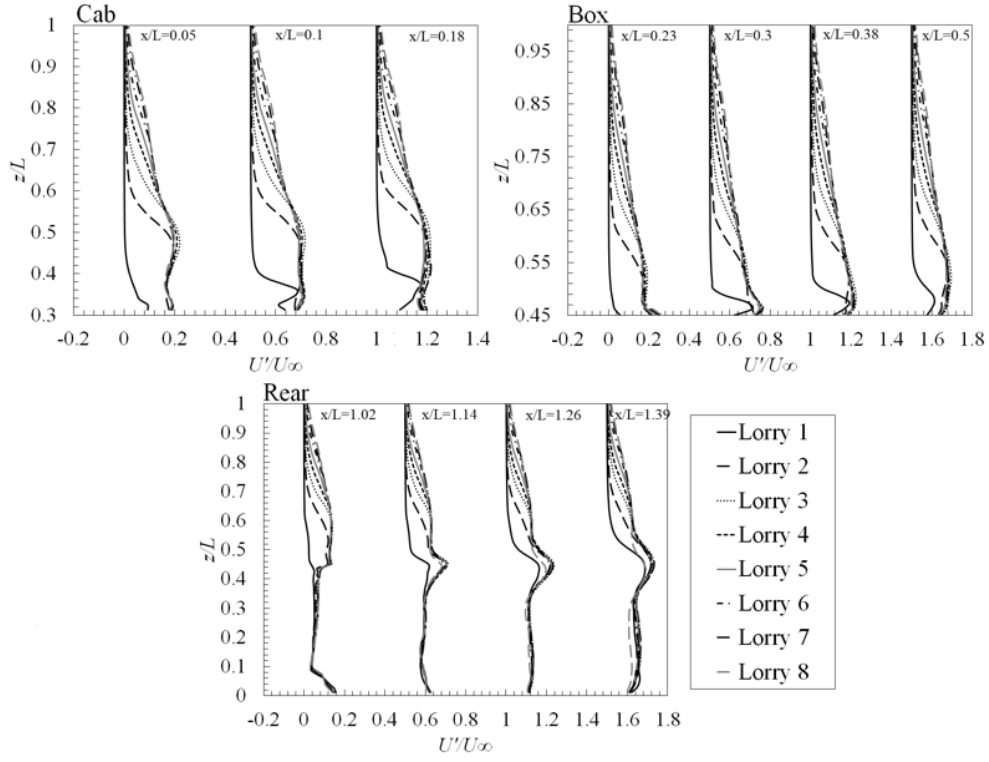 Cab
x/L=0.05 x/L=0.1 x/L=0.18
1
0.9
0.8
0.7
0.6
0.5
0.4
0.3
z/L
-0.2 0 0.2 0.4 0.6 0.8 1 1.2 1.4
U'/U∞
Box
x/L=0.23 x/L=0.3 x/L=0.38 x/L=0.5
0.95
0.85
0.75
0.65
0.55
0.45
z/L
-0.2 0 0.2 0.4 0.6 0.8 1 1.2 1.4 1.6 1.8
U'/U∞
Rear
x/L=1.02 x/L=1.14 x/L=1.26 x/L=1.39
1
0.9
0.8
0.7
0.6
0.5
0.4
0.3
0.2
0.1
0
z/L
-0.2 0 0.2 0.4 0.6 0.8 1 1.2 1.4 1.6 1.8
U'/U∞
Lorry 1
Lorry 2
Lorry 3
Lorry 4
Lorry 5
Lorry 6
Lorry 7
Lorry 8